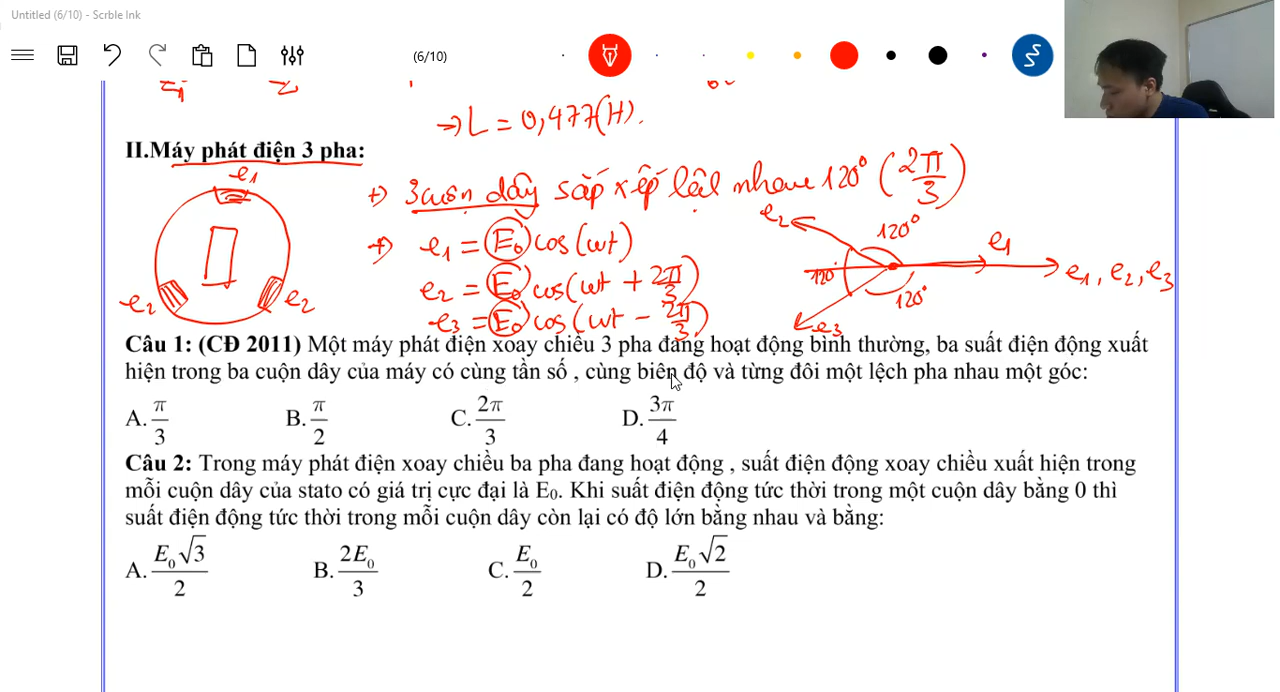 Untitled (6/10) - Scrble Ink
(6/10)
→ L = 0,477(H).
II.Máy phát điện 3 pha:
e1
+) 3 cuộn dây sắp xếp lệch nhau 120° (2π/3)
+) e1 = E0 cos(ωt)
e2 = E0 cos(ωt + 2π/3)
e3 = E0 cos(ωt - 2π/3)
e2 e2
e2 120° e1
120° e1, e2, e3
120°
e3
Câu 1: (CĐ 2011) Một máy phát điện xoay chiều 3 pha đang hoạt động bình thường, ba suất điện động xuất
hiện trong ba cuộn dây của máy có cùng tần số , cùng biên độ và từng đôi một lệch pha nhau một góc:
A. π/3 B. π/2 C. 2π/3 D. 3π/4
Câu 2: Trong máy phát điện xoay chiều ba pha đang hoạt động , suất điện động xoay chiều xuất hiện trong
mỗi cuộn dây của stato có giá trị cực đại là E0. Khi suất điện động tức thời trong một cuộn dây bằng 0 thì
suất điện động tức thời trong mỗi cuộn dây còn lại có độ lớn bằng nhau và bằng:
A. E0√3/2 B. 2E0/3 C. E0/2 D. E0√2/2